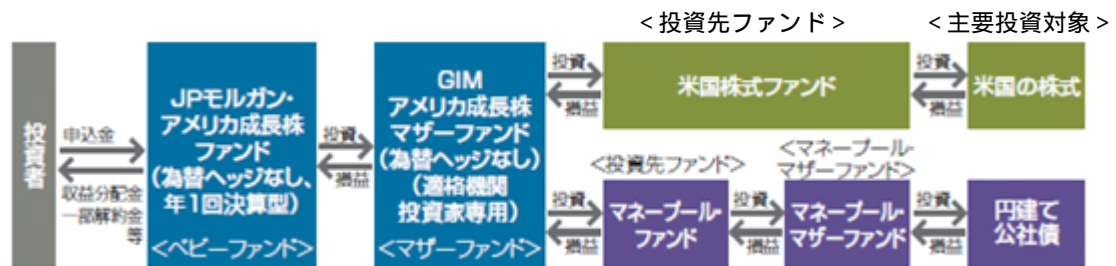 <投資先ファンド>
<主要投資対象>
投資者
申込金
収益分配金
一部解約金
等
JPモルガン・
アメリカ成長株
ファンド
(為替ヘッジなし、
年1回決算型)
<ベビーファンド>
投資
損益
GIM
アメリカ成長株
マザーファンド
(為替ヘッジなし)
(適格機関
投資家専用)
<マザーファンド>
投資
損益
米国株式ファンド
投資
損益
米国の株式
<投資先ファンド>
<マネープール・
マザーファンド>
投資
損益
マネープール・
ファンド
投資
損益
マネープール・
マザーファンド
投資
損益
円建て
公社債